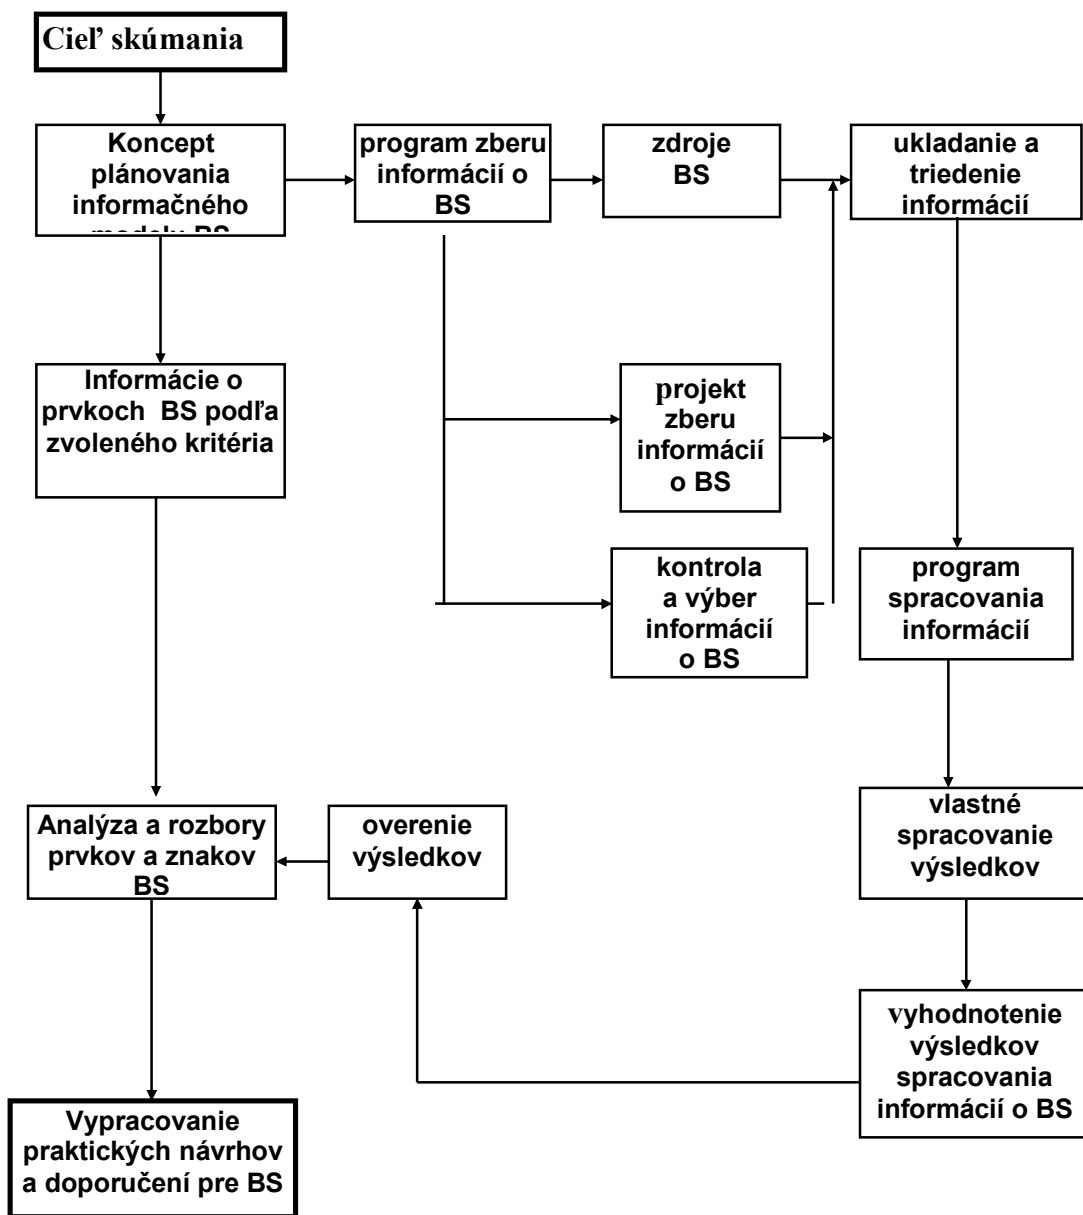 Cieľ skúmania
Koncept
plánovania
informačného
modelu BS
program zberu
informácií o
BS
zdroje
BS
ukladanie a
triedenie
informácií
Informácie o
prvkoch BS podľa
zvoleného kritéria
projekt
zberu
informácií
o BS
kontrola
a výber
informácií
o BS
program
spracovania
informácií
Analýza a rozbory
prvkov a znakov
BS
overenie
výsledkov
vlastné
spracovanie
výsledkov
vyhodnotenie
výsledkov
spracovania
informácií o BS
Vypracovanie
praktických návrhov
a doporučení pre BS